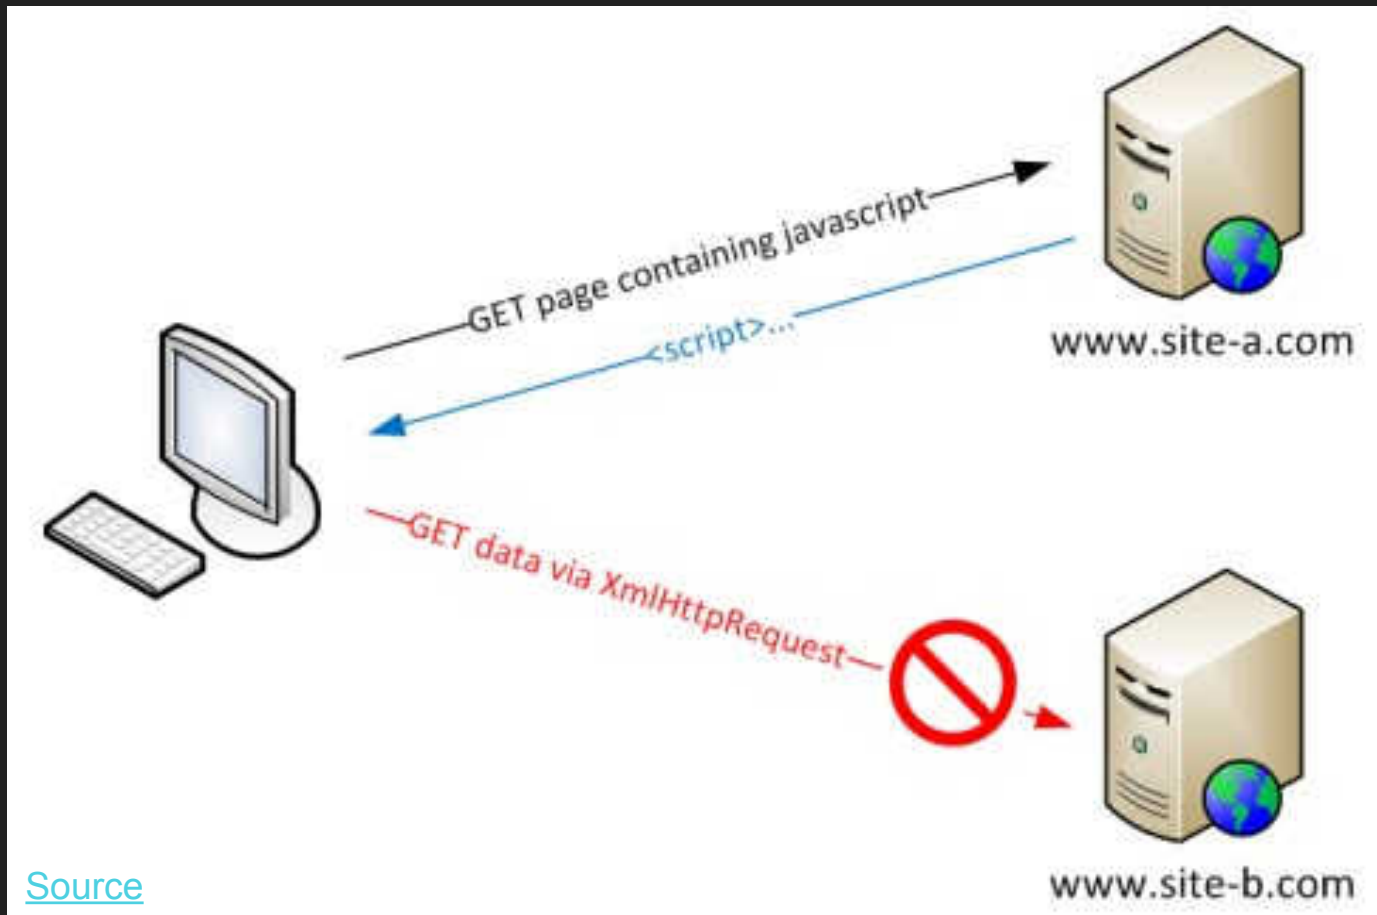 GET page containing javascript
<script>...
www.site-a.com
GET data via XmlHttpRequest
www.site-b.com
Source